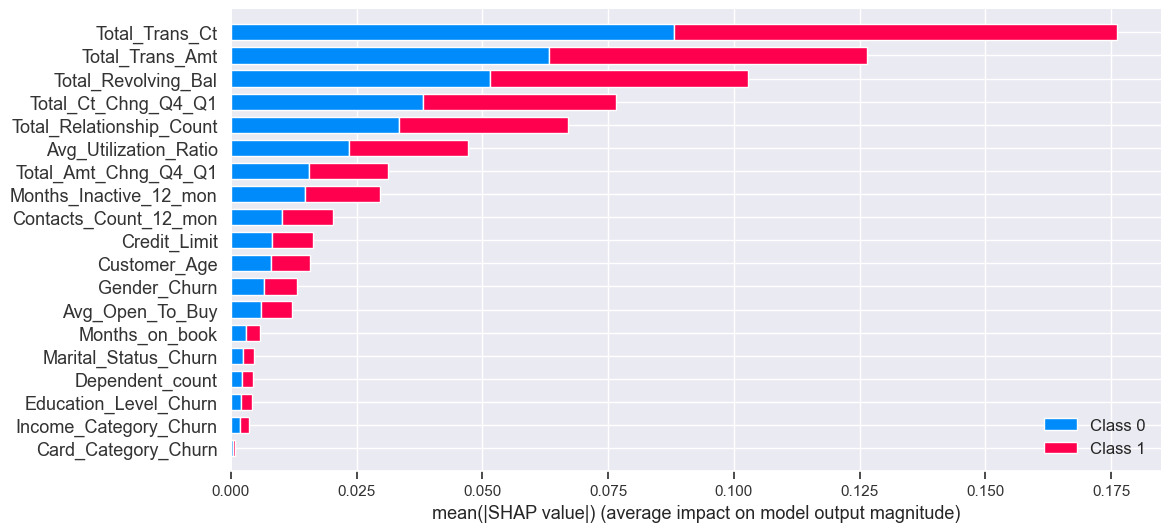 Total_Trans_Ct
Total_Trans_Amt
Total_Revolving_Bal
Total_Ct_Chng_Q4_Q1
Total_Relationship_Count
Avg_Utilization_Ratio
Total_Amt_Chng_Q4_Q1
Months_Inactive_12_mon
Contacts_Count_12_mon
Credit_Limit
Customer_Age
Gender_Churn
Avg_Open_To_Buy
Months_on_book
Marital_Status_Churn
Dependent_count
Education_Level_Churn
Income_Category_Churn
Card_Category_Churn
Class 0
Class 1
0.000 0.025 0.050 0.075 0.100 0.125 0.150 0.175
mean(|SHAP value|) (average impact on model output magnitude)